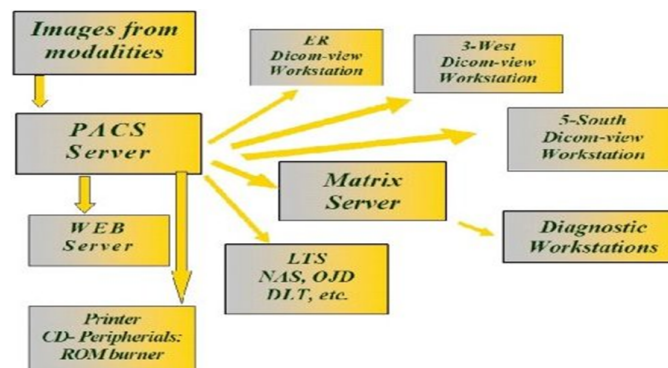 Images from
modalities
ER
Dicom-view
Workstation
3-West
Dicom-view
Workstation
PACS
Server
5-South
Dicom-view
Workstation
Matrix
Server
WEB
Server
LTS
NAS, OJD
DLT, etc.
Diagnostic
Workstations
Printer
CD- Peripherials:
ROM burner